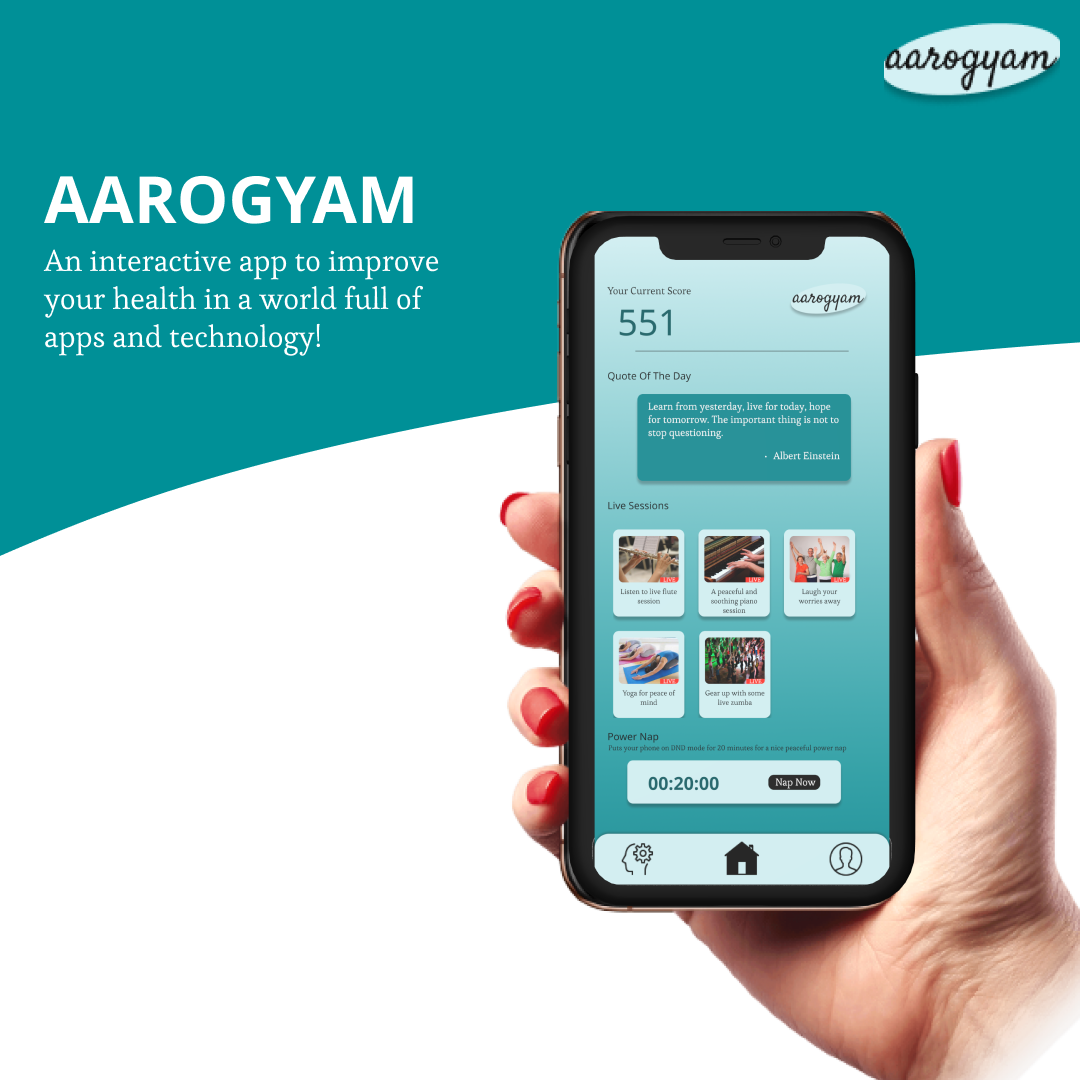 aarogyam
AAROGYAM
An interactive app to improve
your health in a world full of
apps and technology!
Your Current Score
aarogyam
551
Quote Of The Day
Learn from yesterday, live for today, hope
for tomorrow. The important thing is not to
stop questioning.
• Albert Einstein
Live Sessions
LIVE
LIVE
LIVE
Listen to live flute
session
A peaceful and
soothing piano
session
Laugh your
worries away
LIVE
LIVE
Yoga for peace of
mind
Gear up with some
live zumba
Power Nap
Puts your phone on DND mode for 20 minutes for a nice peaceful power nap
00:20:00
Nap Now